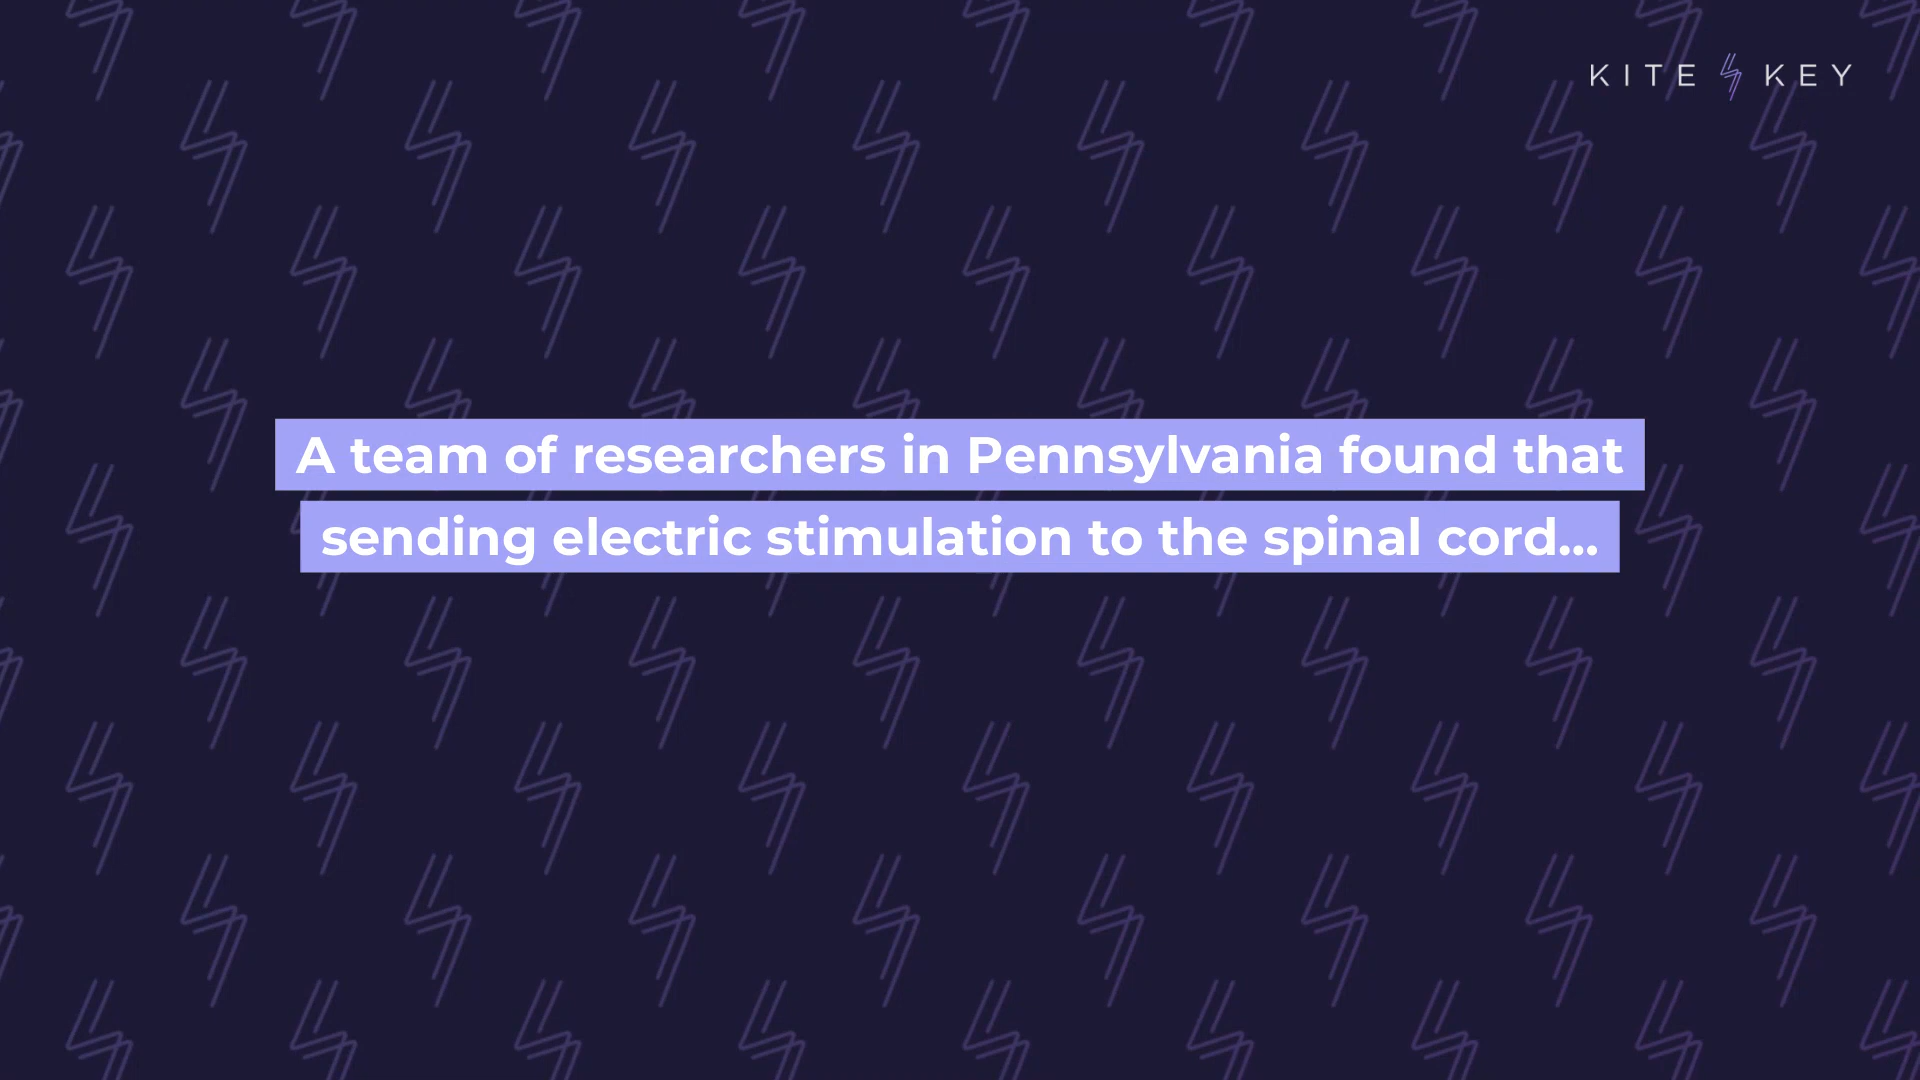 KITE KEY
A team of researchers in Pennsylvania found that
sending electric stimulation to the spinal cord...